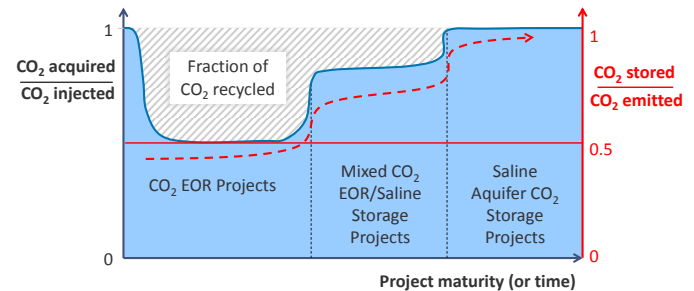 1
CO2 acquired
CO2 injected
0
Fraction of
CO2 recycled
CO2 EOR Projects
Mixed CO2
EOR/Saline
Storage
Projects
Saline
Aquifer CO2
Storage
Projects
1
CO2 stored
CO2 emitted
0.5
0
Project maturity (or time)